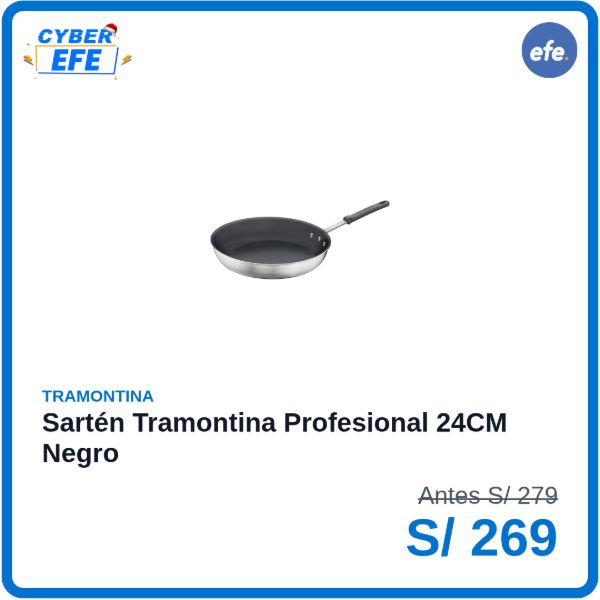 CYBER
EFE
efe.
TRAMONTINA
Sartén Tramontina Profesional 24CM
Negro
Antes S/ 279
S/ 269